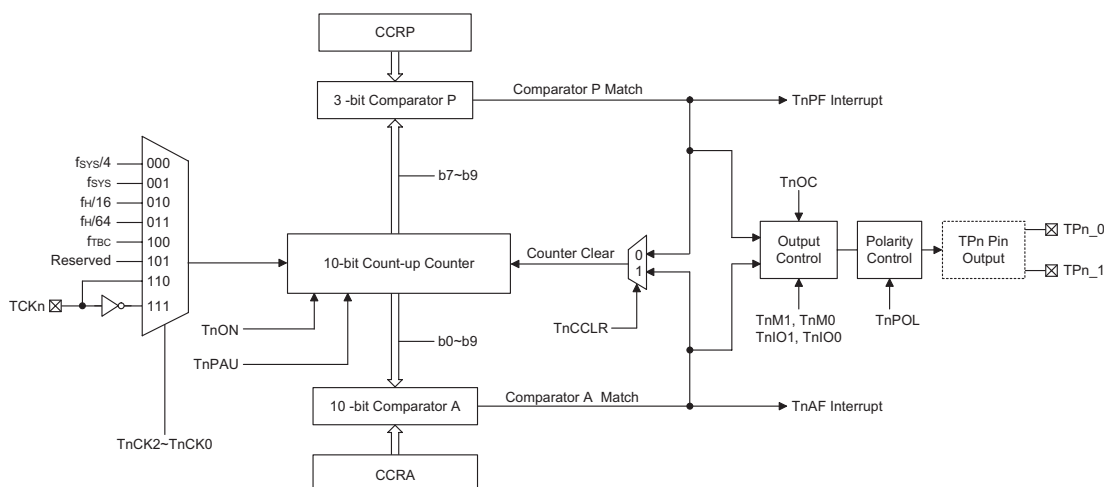 CCRP
3 -bit Comparator P
Comparator P Match
TnPF Interrupt
b7~b9
fSYS/4
000
fSYS
001
fH/16
010
fH/64
011
fTBC
100
Reserved
101
110
TCKn
111
TnCK2~TnCK0
10-bit Count-up Counter
TnON
TnPAU
Counter Clear
0
1
TnCCLR
b0~b9
TnOC
Output
Control
TnM1, TnM0
TnIO1, TnIO0
Polarity
Control
TnPOL
TPn Pin
Output
TPn_0
TPn_1
10 -bit Comparator A
Comparator A Match
TnAF Interrupt
CCRA